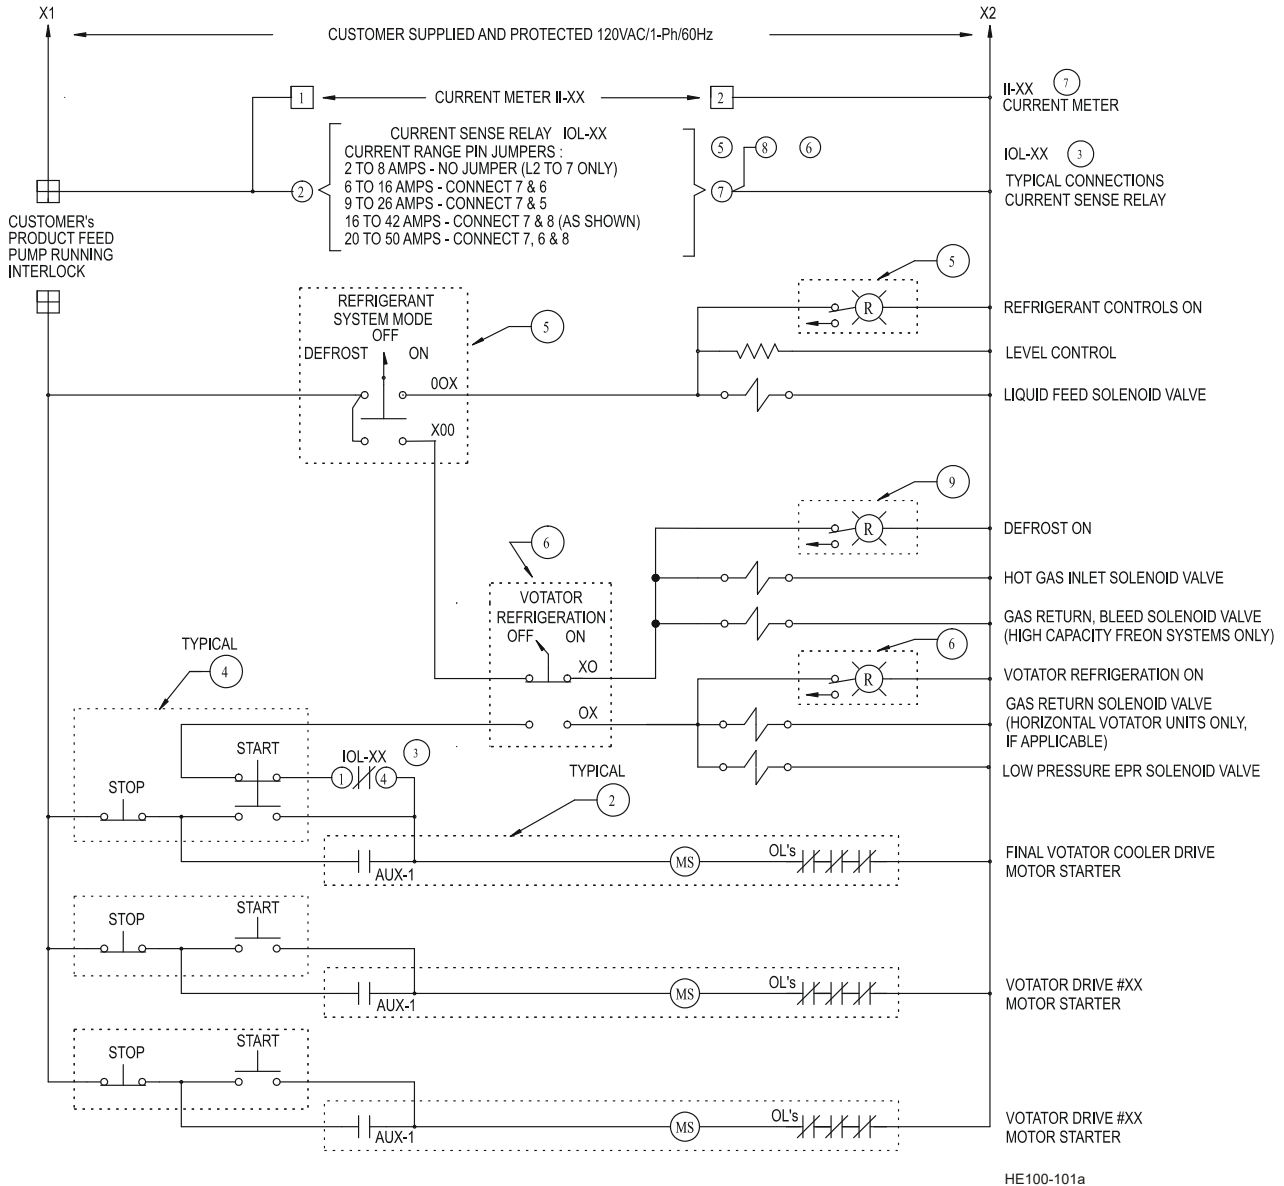 X1
X2
CUSTOMER SUPPLIED AND PROTECTED 120VAC/1-Ph/60Hz
1
CURRENT METER II-XX
2
II-XX 7
CURRENT METER
CURRENT SENSE RELAY IOL-XX
CURRENT RANGE PIN JUMPERS :
2 TO 8 AMPS - NO JUMPER (L2 TO 7 ONLY)
6 TO 16 AMPS - CONNECT 7 & 6
9 TO 26 AMPS - CONNECT 7 & 5
16 TO 42 AMPS - CONNECT 7 & 8 (AS SHOWN)
20 TO 50 AMPS - CONNECT 7, 6 & 8
2
5 8 6
7
IOL-XX 3
TYPICAL CONNECTIONS
CURRENT SENSE RELAY
CUSTOMER's
PRODUCT FEED
PUMP RUNNING
INTERLOCK
REFRIGERANT
SYSTEM MODE
OFF
DEFROST ON
5
0OX
X00
5
R
REFRIGERANT CONTROLS ON
LEVEL CONTROL
LIQUID FEED SOLENOID VALVE
9
R
DEFROST ON
HOT GAS INLET SOLENOID VALVE
GAS RETURN, BLEED SOLENOID VALVE
(HIGH CAPACITY FREON SYSTEMS ONLY)
6
VOTATOR
REFRIGERATION
OFF ON
XO
OX
6
R
VOTATOR REFRIGERATION ON
GAS RETURN SOLENOID VALVE
(HORIZONTAL VOTATOR UNITS ONLY,
IF APPLICABLE)
LOW PRESSURE EPR SOLENOID VALVE
TYPICAL
4
START
STOP
IOL-XX 3
1 4
TYPICAL
2
AUX-1
MS
OL's
FINAL VOTATOR COOLER DRIVE
MOTOR STARTER
STOP
START
AUX-1
MS
OL's
VOTATOR DRIVE #XX
MOTOR STARTER
STOP
START
AUX-1
MS
OL's
VOTATOR DRIVE #XX
MOTOR STARTER
HE100-101a